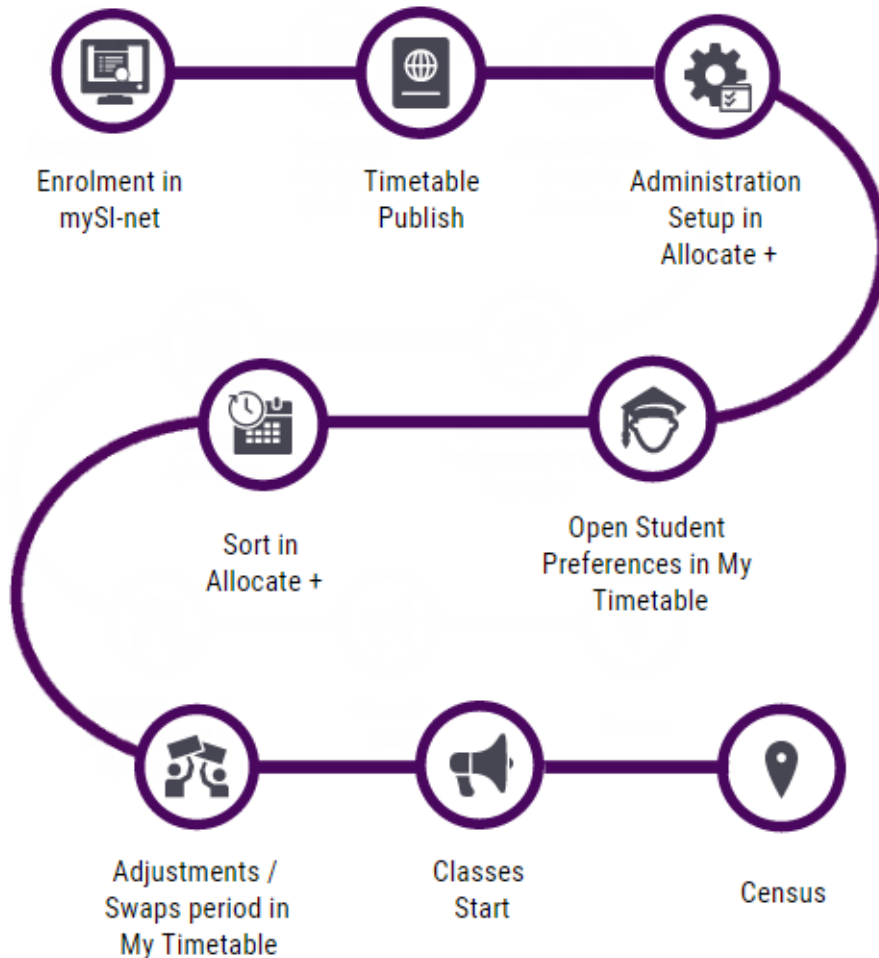 Enrolment in
mySI-net
Timetable
Publish
Administration
Setup in
Allocate +
Open Student
Preferences in My
Timetable
Sort in
Allocate +
Adjustments /
Swaps period in
My Timetable
Classes
Start
Census